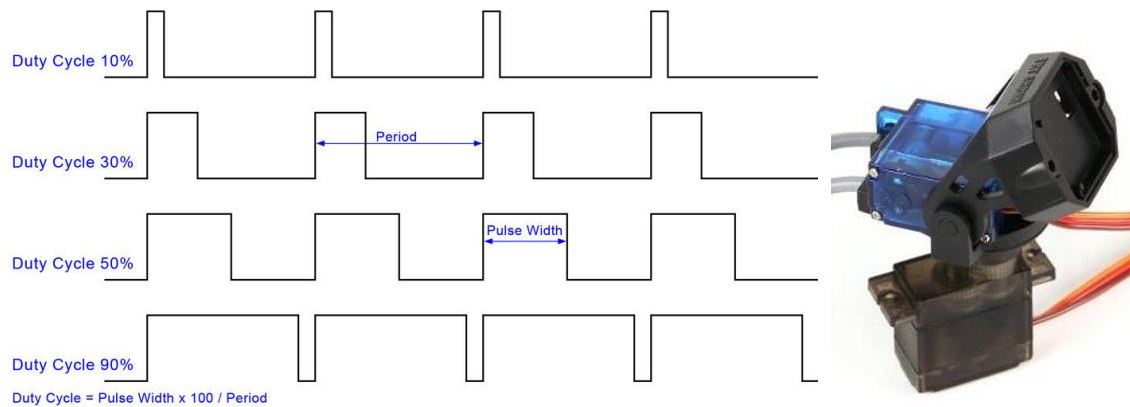 Duty Cycle 10%
Period
Duty Cycle 30%
Pulse Width
Duty Cycle 50%
Duty Cycle 90%
Duty Cycle = Pulse Width x 100 / Period